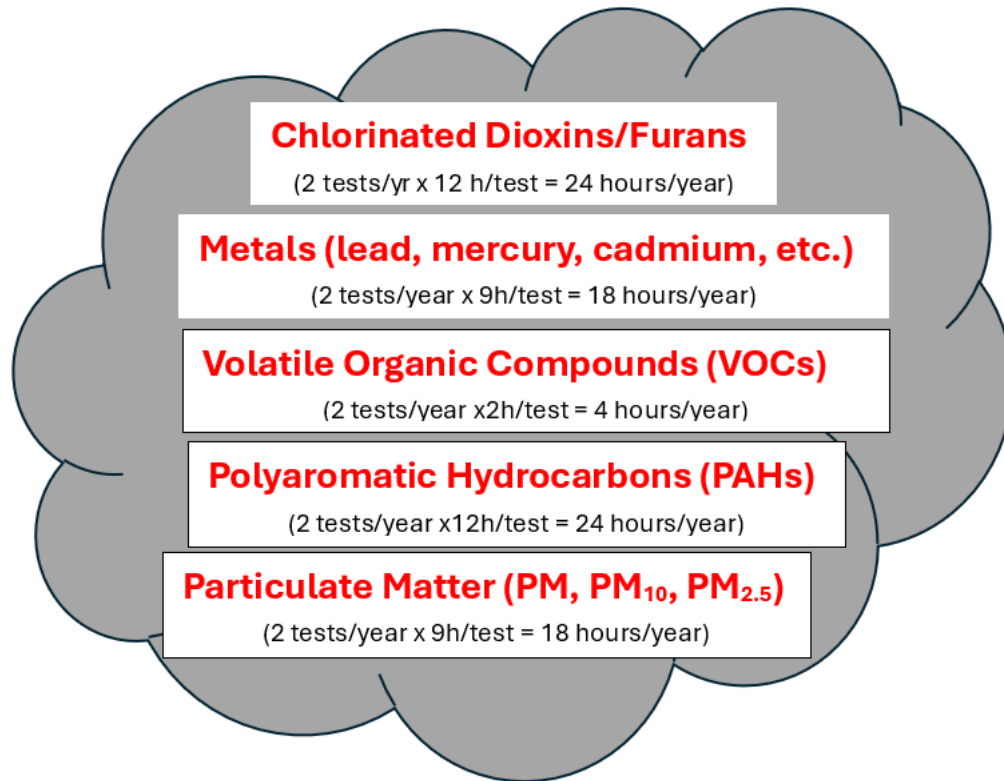 Chlorinated Dioxins/Furans
(2 tests/yr x 12 h/test = 24 hours/year)
Metals (lead, mercury, cadmium, etc.)
(2 tests/year x 9h/test = 18 hours/year)
Volatile Organic Compounds (VOCs)
(2 tests/year x2h/test = 4 hours/year)
Polyaromatic Hydrocarbons (PAHs)
(2 tests/year x12h/test = 24 hours/year)
Particulate Matter (PM, PM₁₀, PM₂.₅)
(2 tests/year x 9h/test = 18 hours/year)